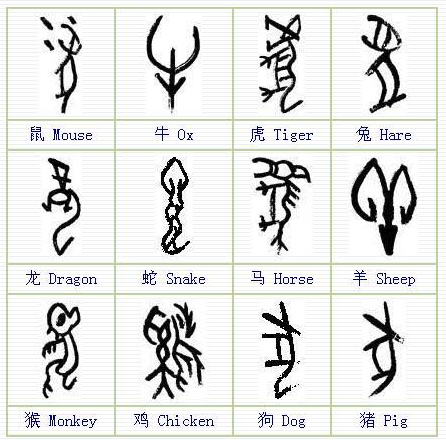 鼠 Mouse
牛 Ox
虎 Tiger
兔 Hare
龙 Dragon
蛇 Snake
马 Horse
羊 Sheep
猴 Monkey
鸡 Chicken
狗 Dog
猪 Pig